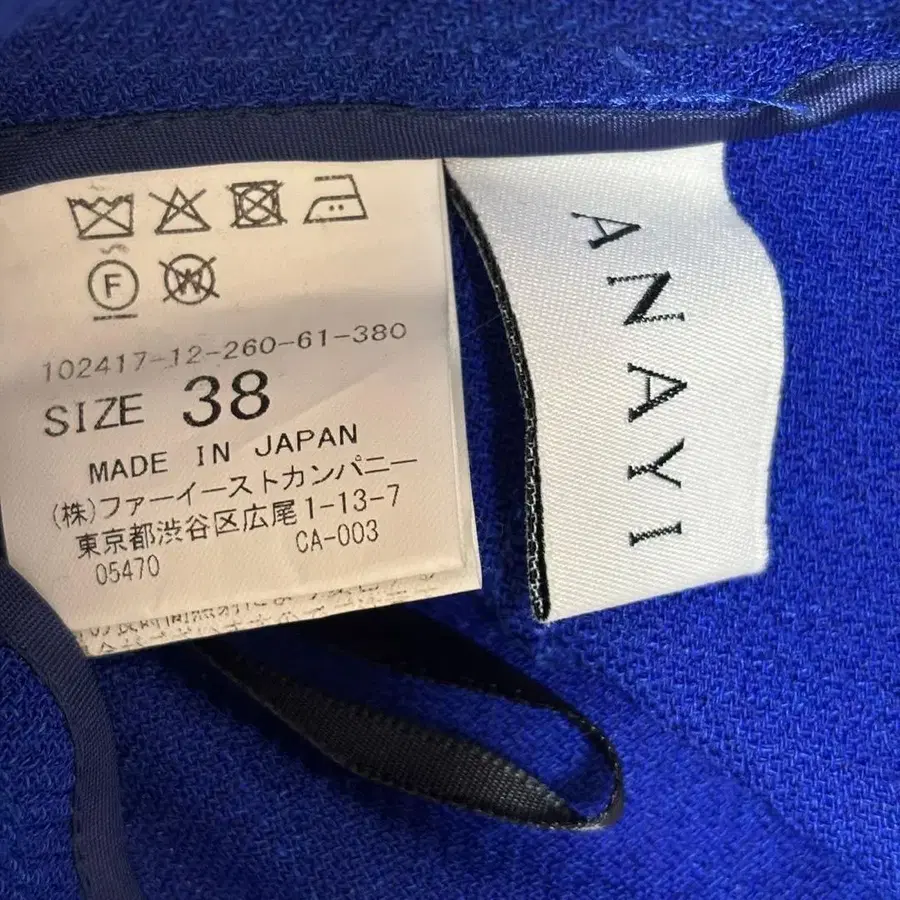 F
W
102417-12-260-61-380
SIZE 38
MADE IN JAPAN
(株)ファーイーストカンパニー
東京都渋谷区広尾1-13-7
05470 CA-003
ANAYI